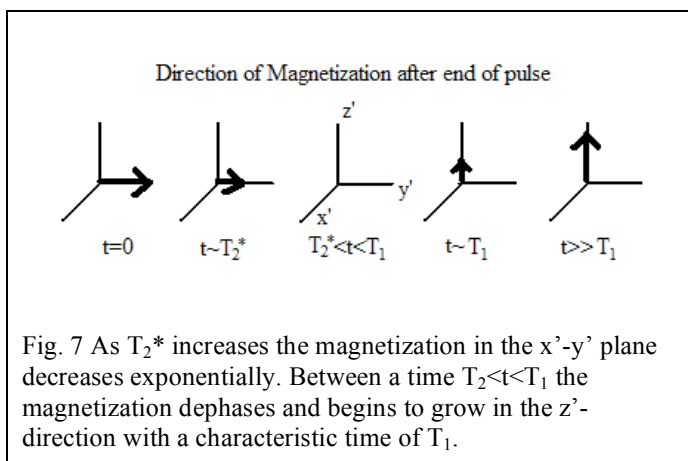 Direction of Magnetization after end of pulse
z'
y'
x'
t=0 t~T₂* T₂*<t<T₁ t~T₁ t>>T₁
Fig. 7 As T₂* increases the magnetization in the x’-y’ plane
decreases exponentially. Between a time T₂<t<T₁ the
magnetization dephases and begins to grow in the z’-
direction with a characteristic time of T₁.